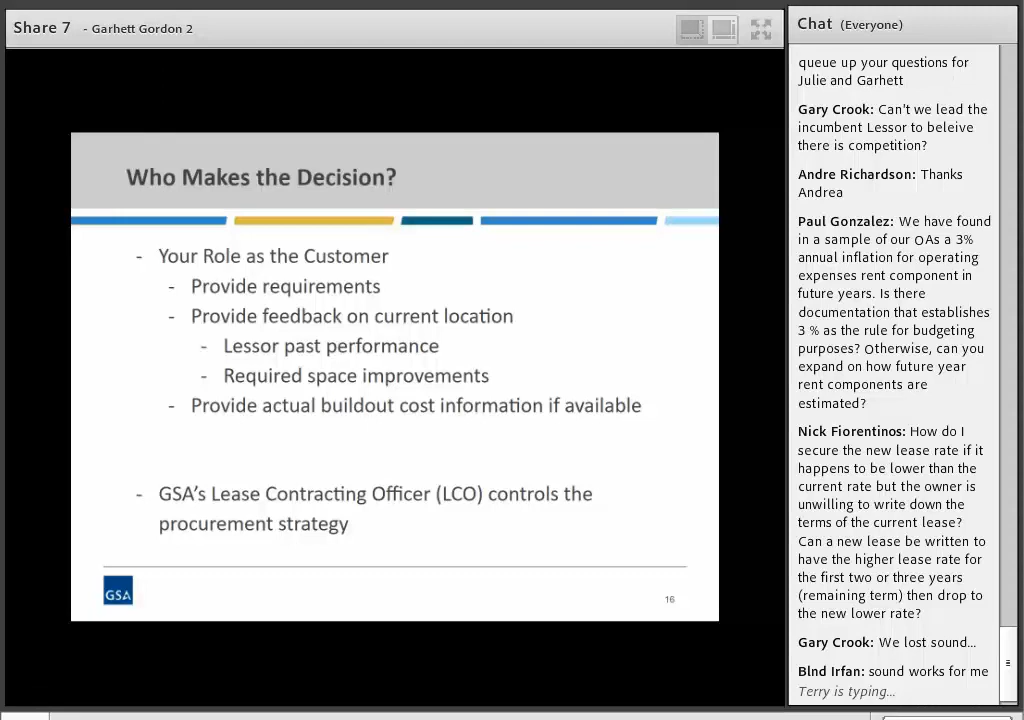 Share 7 - Garhett Gordon 2
Who Makes the Decision?
- Your Role as the Customer
- Provide requirements
- Provide feedback on current location
- Lessor past performance
- Required space improvements
- Provide actual buildout cost information if available
- GSA's Lease Contracting Officer (LCO) controls the
procurement strategy
GSA
16
Chat (Everyone)
queue up your questions for
Julie and Garhett
Gary Crook: Can't we lead the
incumbent Lessor to beleive
there is competition?
Andre Richardson: Thanks
Andrea
Paul Gonzalez: We have found
in a sample of our OAs a 3%
annual inflation for operating
expenses rent component in
future years. Is there
documentation that establishes
3 % as the rule for budgeting
purposes? Otherwise, can you
expand on how future year
rent components are
estimated?
Nick Fiorentinos: How do I
secure the new lease rate if it
happens to be lower than the
current rate but the owner is
unwilling to write down the
terms of the current lease?
Can a new lease be written to
have the higher lease rate for
the first two or three years
(remaining term) then drop to
the new lower rate?
Gary Crook: We lost sound...
Blnd Irfan: sound works for me
Terry is typing...